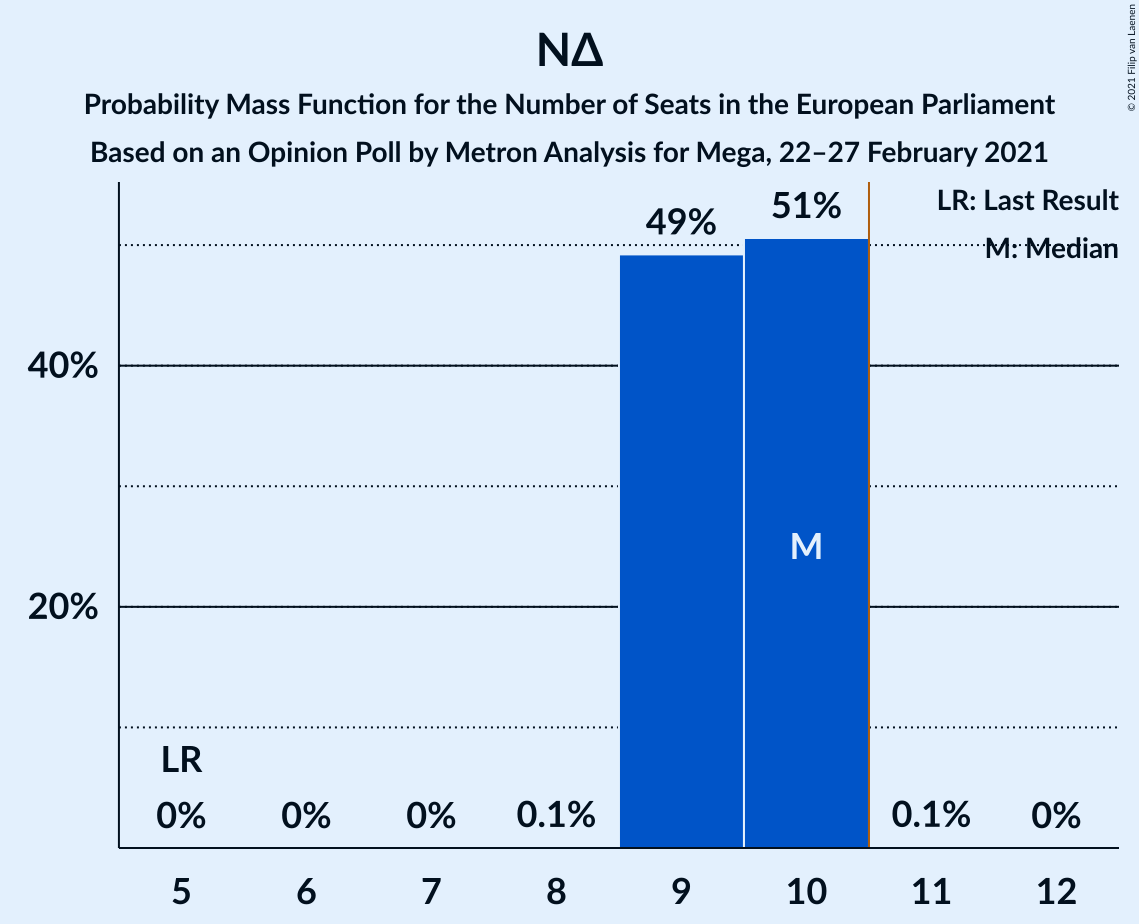 © 2021 Filip van Laenen
ΝΔ
Probability Mass Function for the Number of Seats in the European Parliament
Based on an Opinion Poll by Metron Analysis for Mega, 22–27 February 2021
LR: Last Result
M: Median
49%
51%
40%
20%
M
LR
0%
0%
0%
0.1%
0.1%
0%
5
6
7
8
9
10
11
12